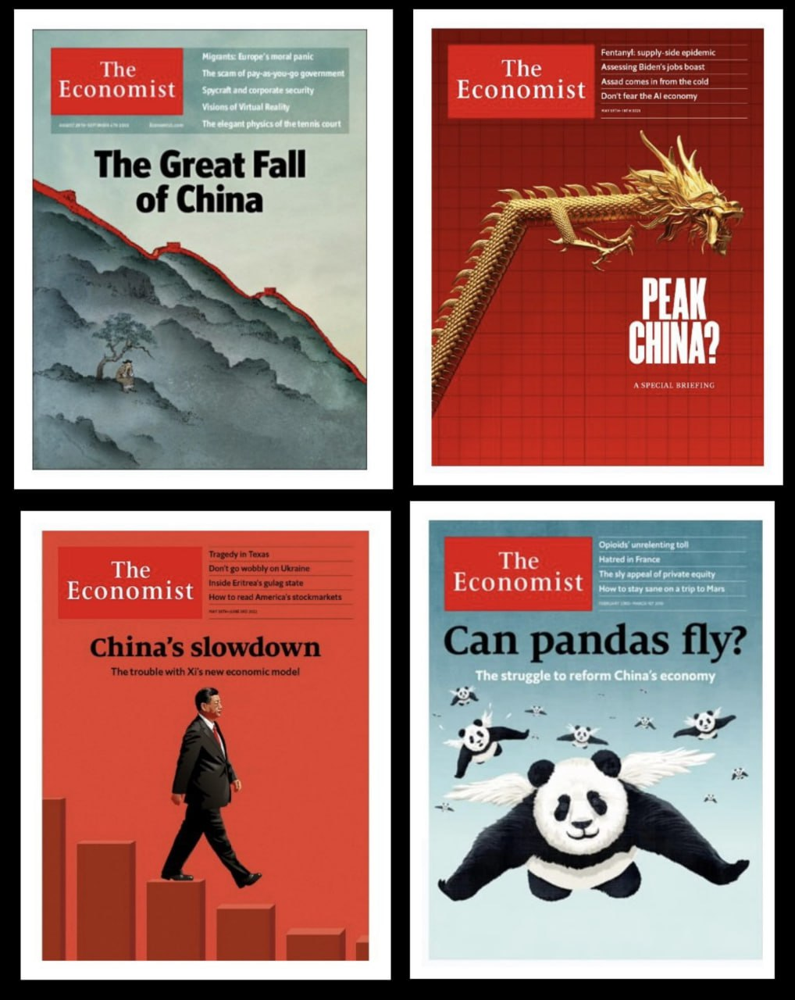 The
Economist
Migrants: Europe's moral panic
The scam of pay-as-you-go government
Spycraft and corporate security
Visions of Virtual Reality
The elegant physics of the tennis court
Economist.com
The Great Fall
of China
The
Economist
Fentanyl: supply-side epidemic
Assessing Biden's jobs boast
Assad comes in from the cold
Don't fear the AI economy
PEAK
CHINA?
A SPECIAL BRIEFING
The
Economist
Tragedy in Texas
Don't go wobbly on Ukraine
Inside Eritrea's gulag state
How to read America's stockmarkets
China's slowdown
The trouble with Xi's new economic model
The
Economist
Opioids' unrelenting toll
Hatred in France
The sly appeal of private equity
How to stay sane on a trip to Mars
Can pandas fly?
The struggle to reform China's economy